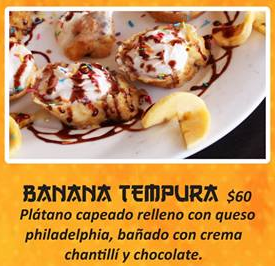 BANANA TEMPURA $60
Plátano capeado relleno con queso
philadelphia, bañado con crema
chantillí y chocolate.